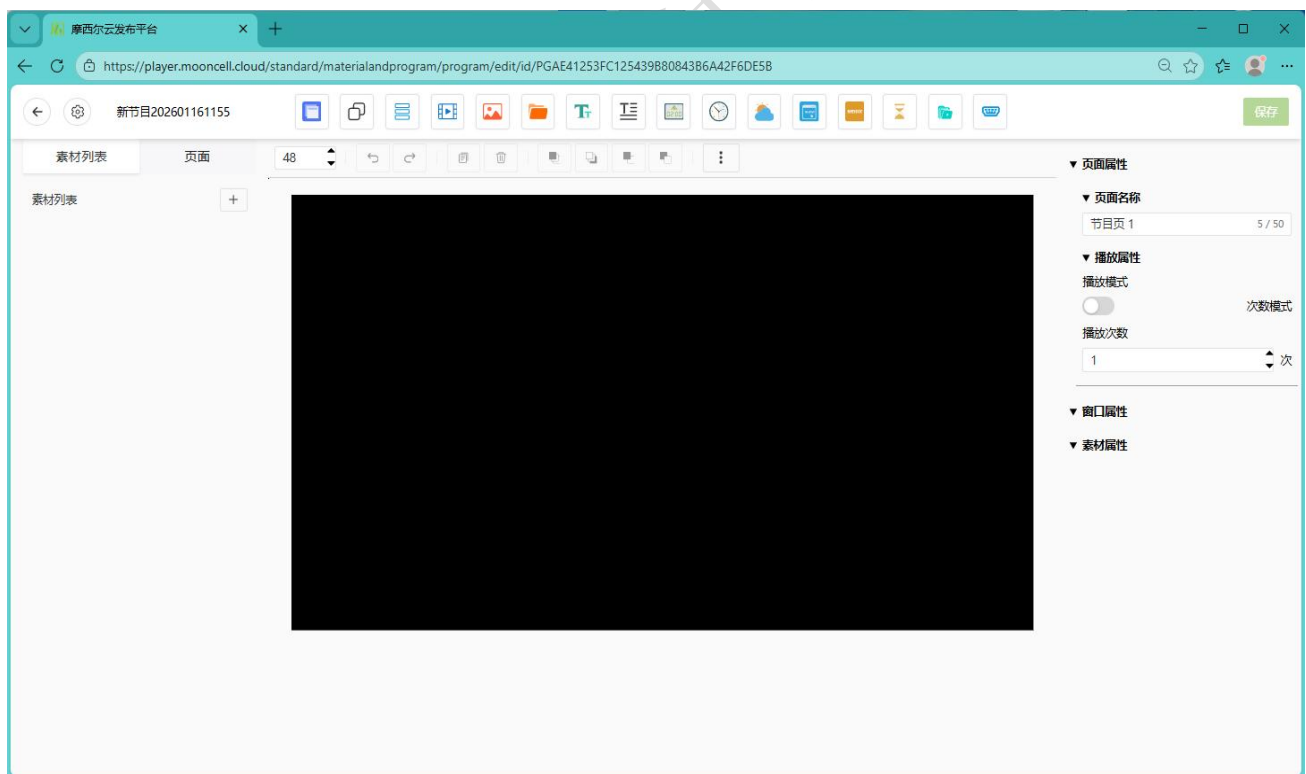 摩西尔云发布平台
https://player.mooncell.cloud/standard/materialandprogram/program/edit/id/PGAE41253FC125439B80843B6A42F6DE5B
新节目202601161155
保存
素材列表 页面
48
素材列表
页面属性
页面名称
节目页 1 5 / 50
播放属性
播放模式
次数模式
播放次数
1 次
窗口属性
素材属性